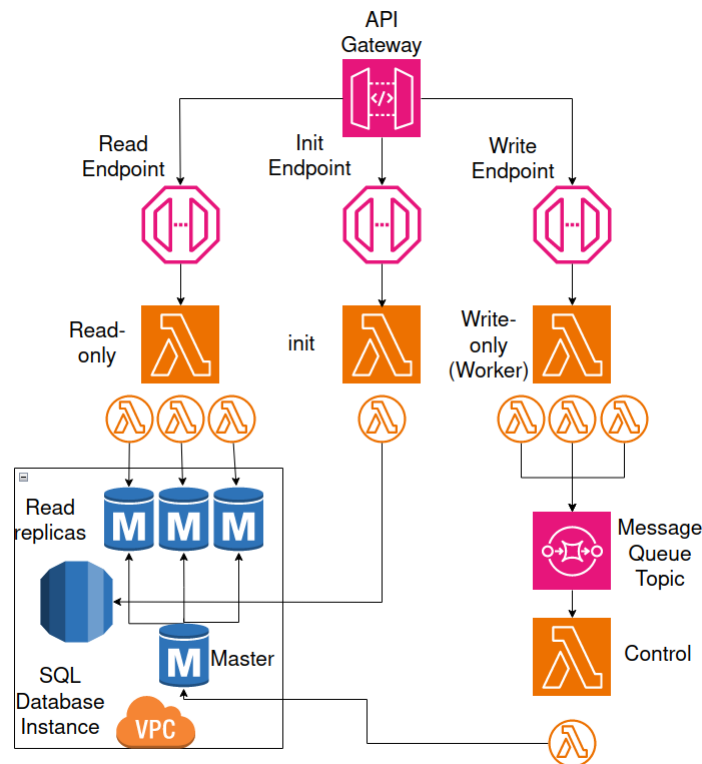 API
Gateway
</>
Read
Endpoint
Init
Endpoint
Write
Endpoint
Read-
only
init
Write-
only
(Worker)
Read
replicas
M
M
M
Message
Queue
Topic
M
Master
Control
SQL
Database
Instance
VPC